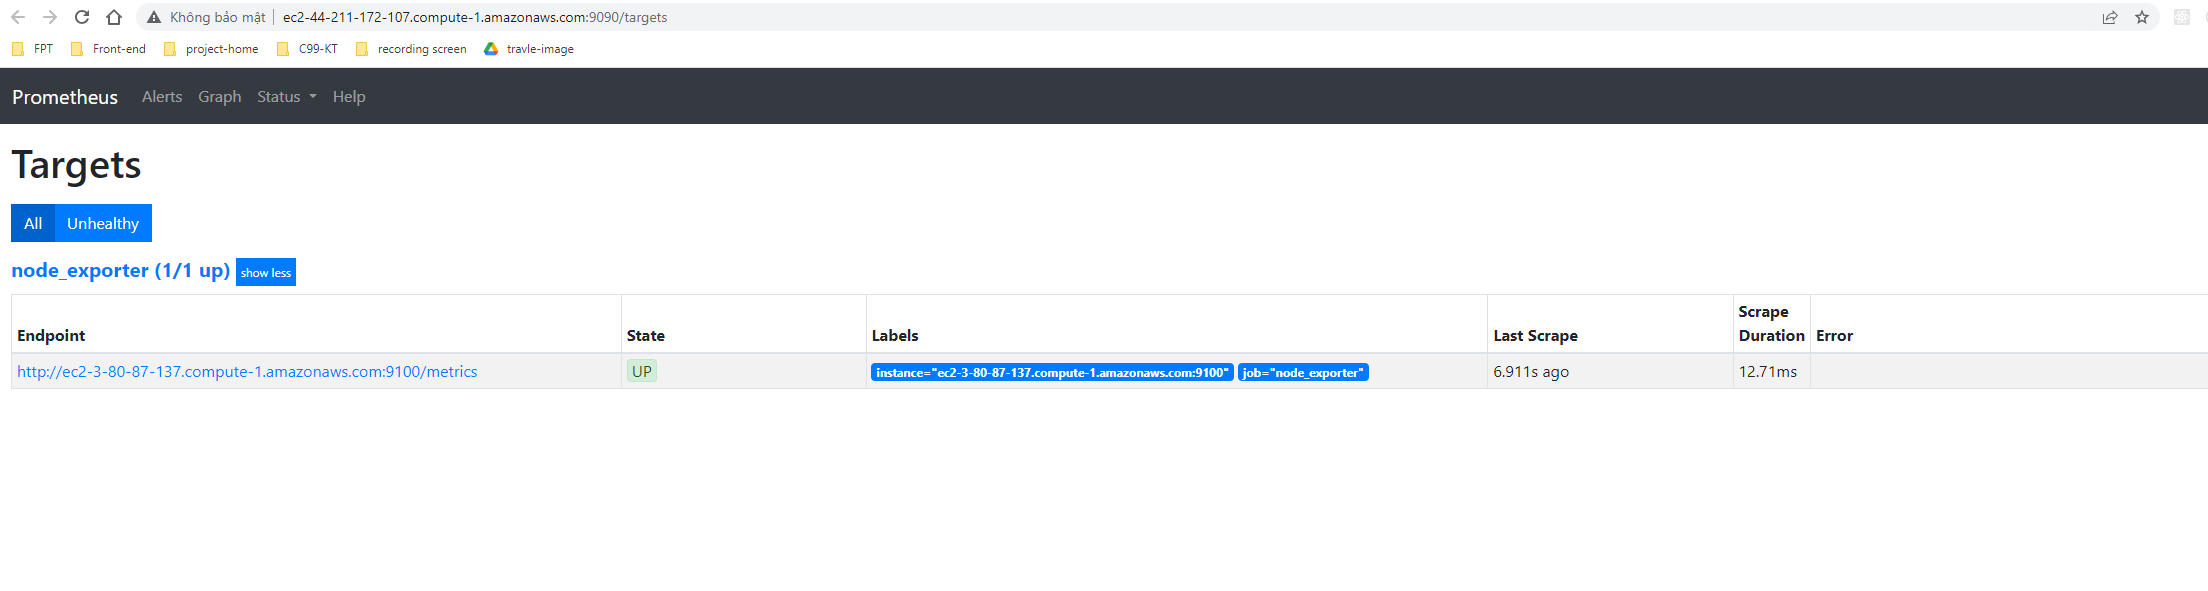 Không bảo mật ec2-44-211-172-107.compute-1.amazonaws.com:9090/targets
FPT Front-end project-home C99-KT recording screen travle-image
Prometheus Alerts Graph Status Help
Targets
All Unhealthy
node_exporter (1/1 up) show less
Endpoint State Labels Last Scrape Scrape Duration Error
http://ec2-3-80-87-137.compute-1.amazonaws.com:9100/metrics UP instance="ec2-3-80-87-137.compute-1.amazonaws.com:9100" job="node_exporter" 6.911s ago 12.71ms